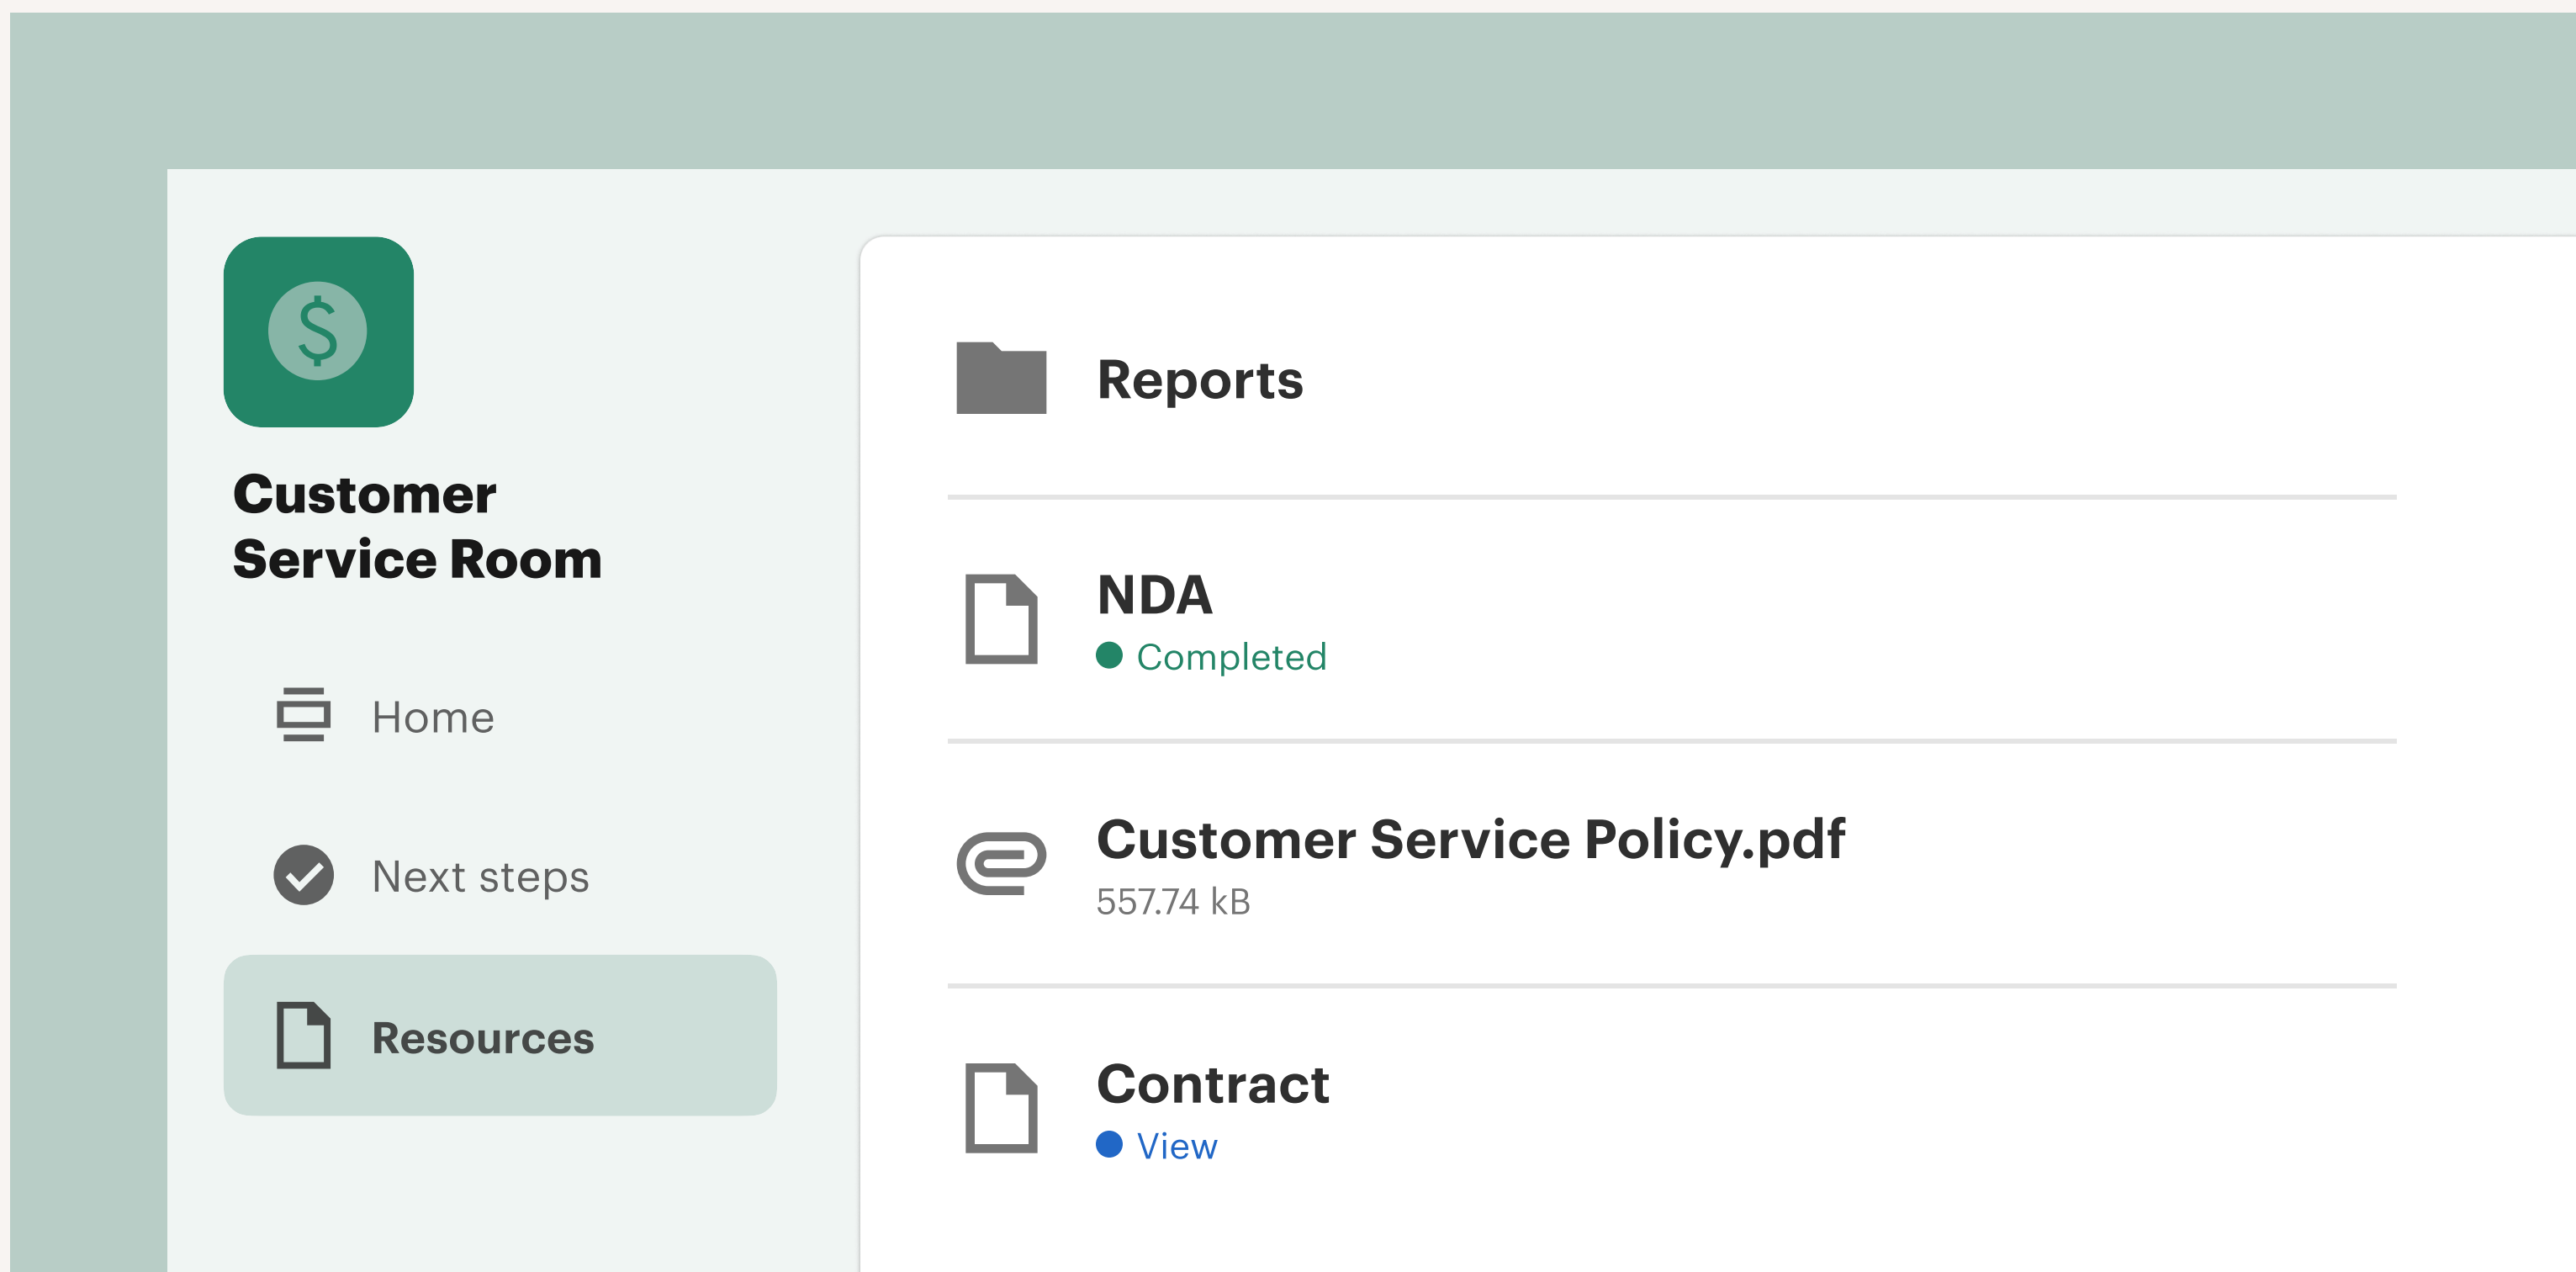 $
Customer
Service Room
Home
Next steps
Resources
Reports
NDA
Completed
Customer Service Policy.pdf
557.74 kB
Contract
View